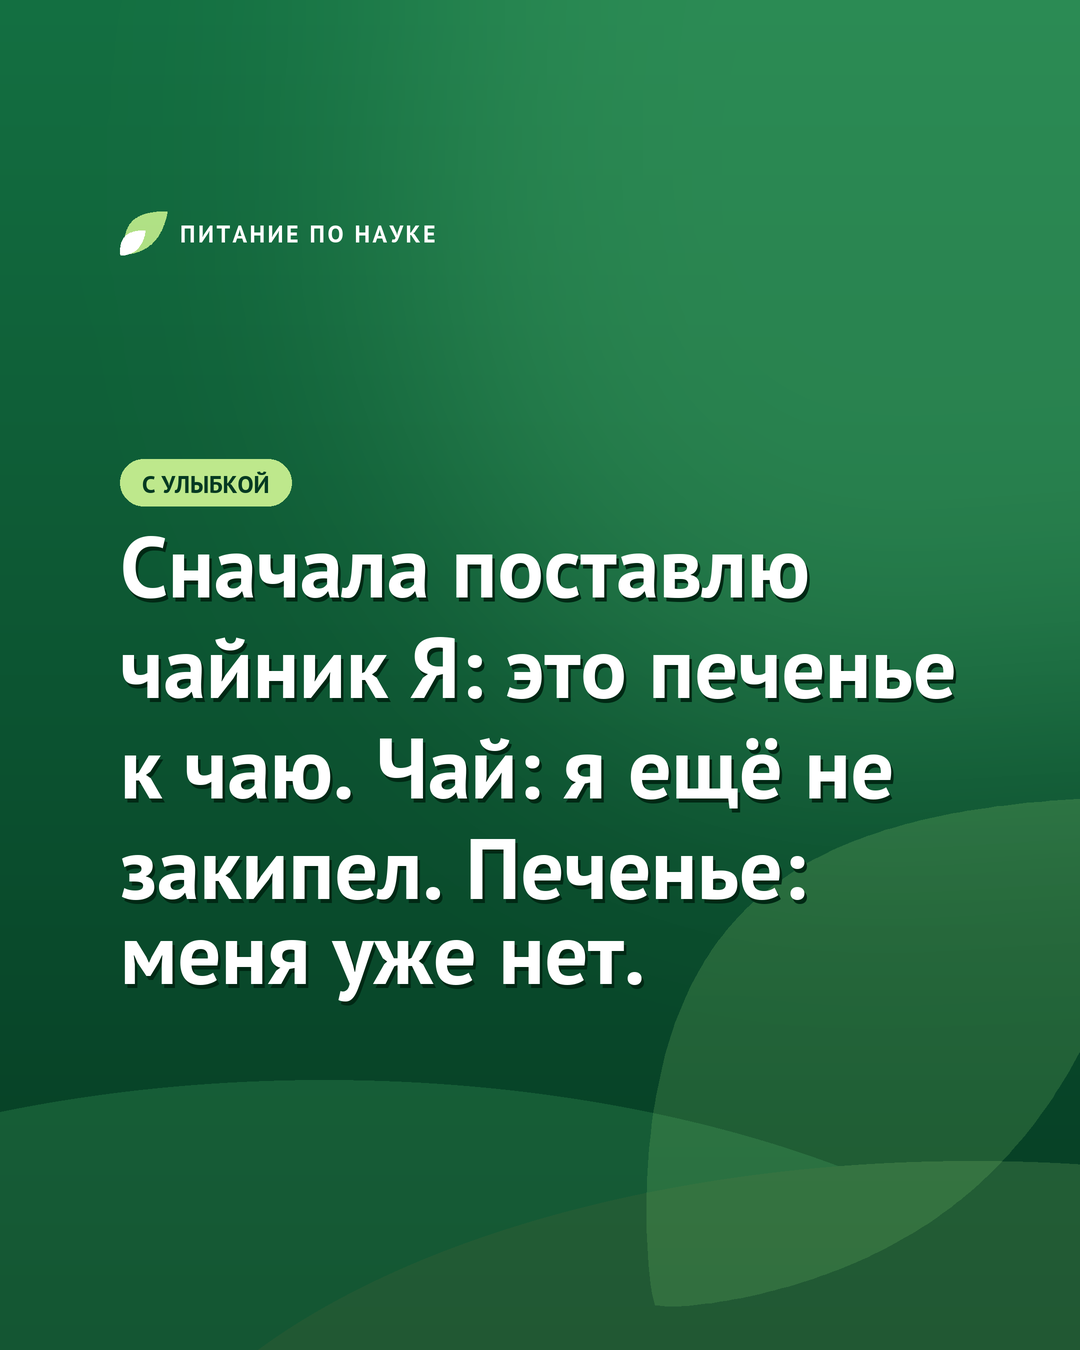 ПИТАНИЕ ПО НАУКЕ
С УЛЫБКОЙ
Сначала поставлю
чайник Я: это печенье
к чаю. Чай: я ещё не
закипел. Печенье:
меня уже нет.